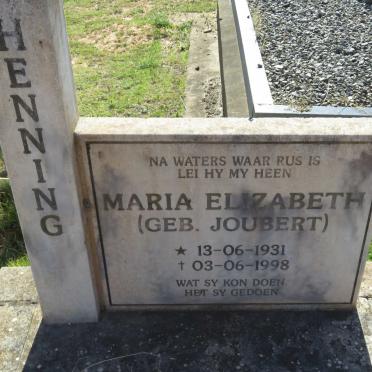 HENNING
NA WATERS WAAR RUS IS
LEI HY MY HEEN
MARIA ELIZABETH
(GEB. JOUBERT)
★ 13-06-1931
† 03-06-1998
WAT SY KON DOEN
HET SY GEDOEN